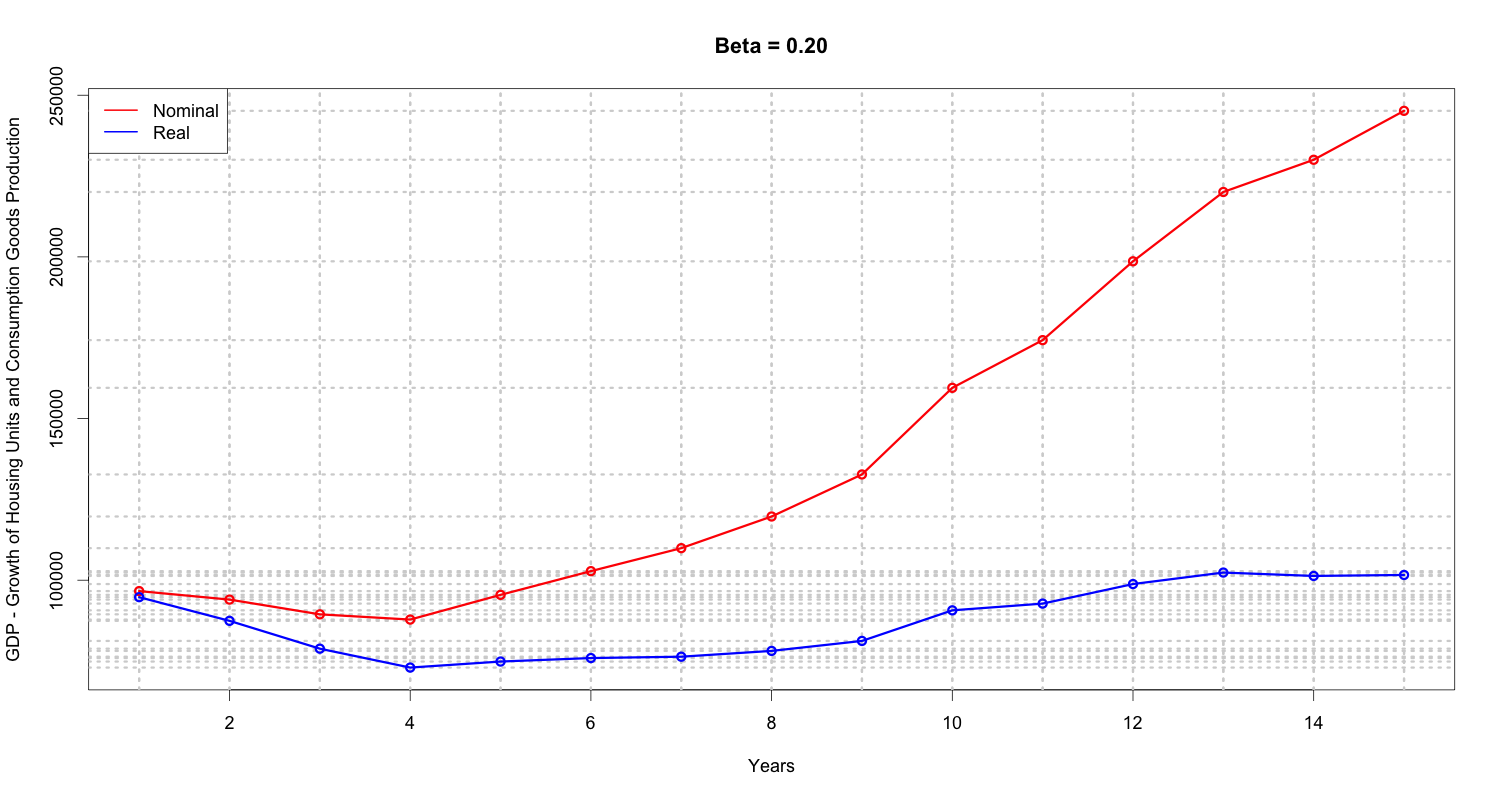 Beta = 0.20
Nominal
Real
GDP - Growth of Housing Units and Consumption Goods Production
250000
200000
150000
100000
2 4 6 8 10 12 14
Years